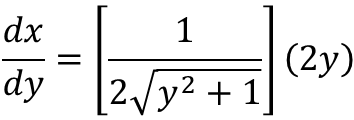 dx/dy = [1/(2√(y² + 1))] (2y)